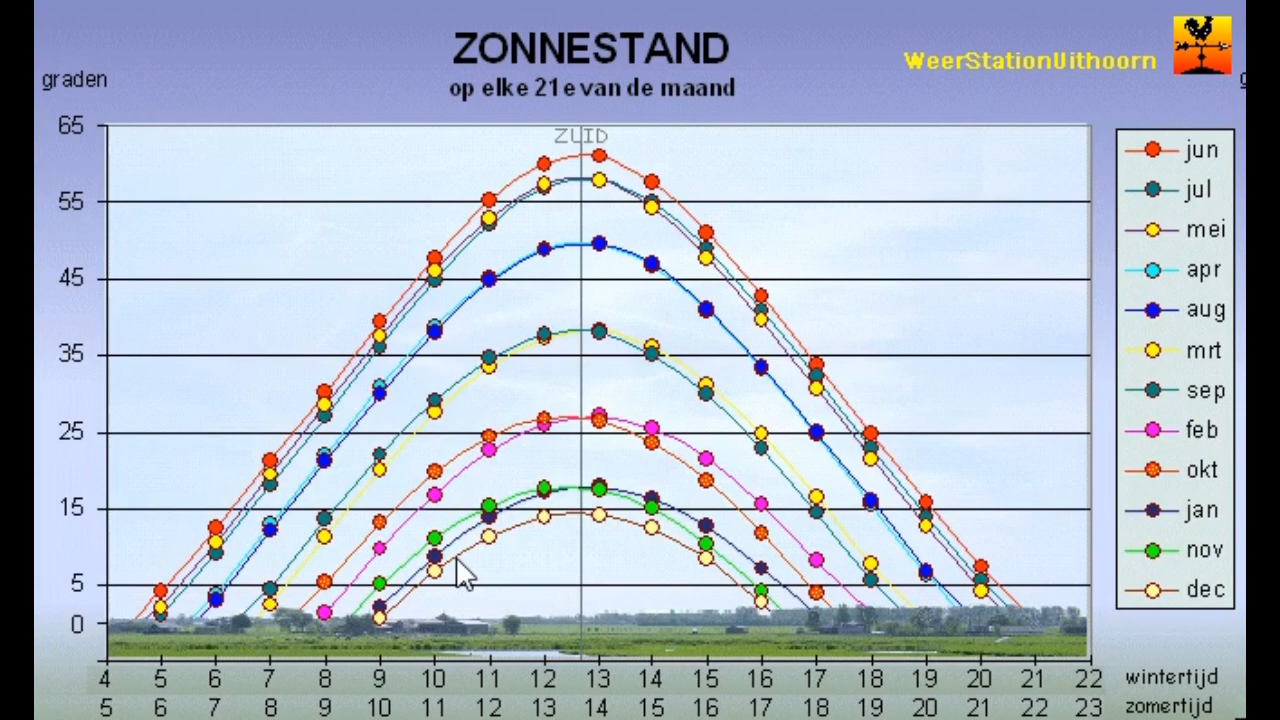 ZONNESTAND
op elke 21e van de maand
WeerStationUithoorn
graden
g
ZUID
65
55
45
35
25
15
5
0
jun
jul
mei
apr
aug
mrt
sep
feb
okt
jan
nov
dec
4 5 6 7 8 9 10 11 12 13 14 15 16 17 18 19 20 21 22 wintertijd
5 6 7 8 9 10 11 12 13 14 15 16 17 18 19 20 21 22 23 zomertijd